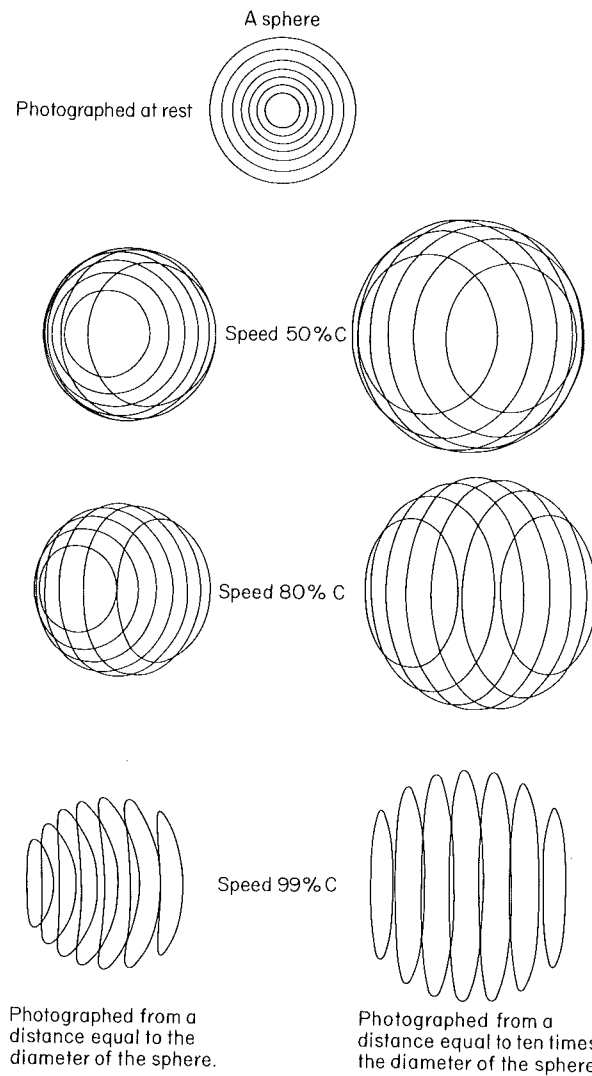 A sphere
Photographed at rest
Speed 50%C
Speed 80% C
Speed 99%C
Photographed from a
distance equal to the
diameter of the sphere.
Photographed from a
distance equal to ten times
the diameter of the sphere